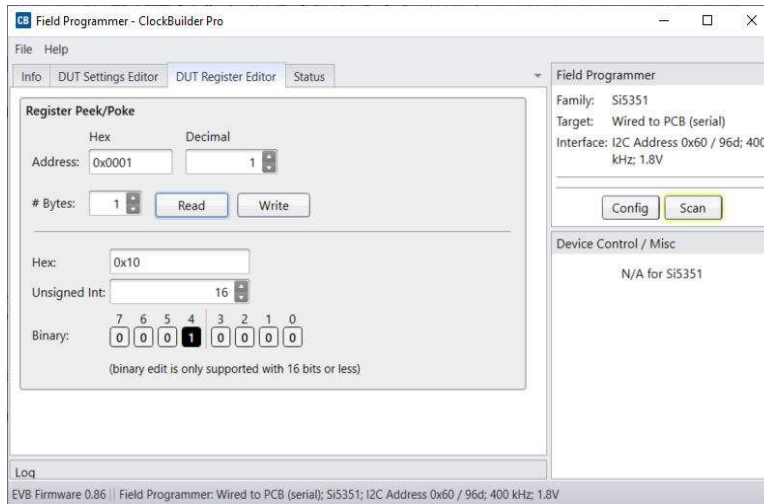 CB Field Programmer - ClockBuilder Pro
File Help
Info DUT Settings Editor DUT Register Editor Status
Register Peek/Poke
Hex Decimal
Address: 0x0001 1
# Bytes: 1 Read Write
Hex: 0x10
Unsigned Int: 16
7 6 5 4 3 2 1 0
Binary: 0 0 0 1 0 0 0 0
(binary edit is only supported with 16 bits or less)
Log
Field Programmer
Family: Si5351
Target: Wired to PCB (serial)
Interface: I2C Address 0x60 / 96d; 400
kHz; 1.8V
Config Scan
Device Control / Misc
N/A for Si5351
EVB Firmware 0.86 Field Programmer: Wired to PCB (serial); Si5351; I2C Address 0x60 / 96d; 400 kHz; 1.8V